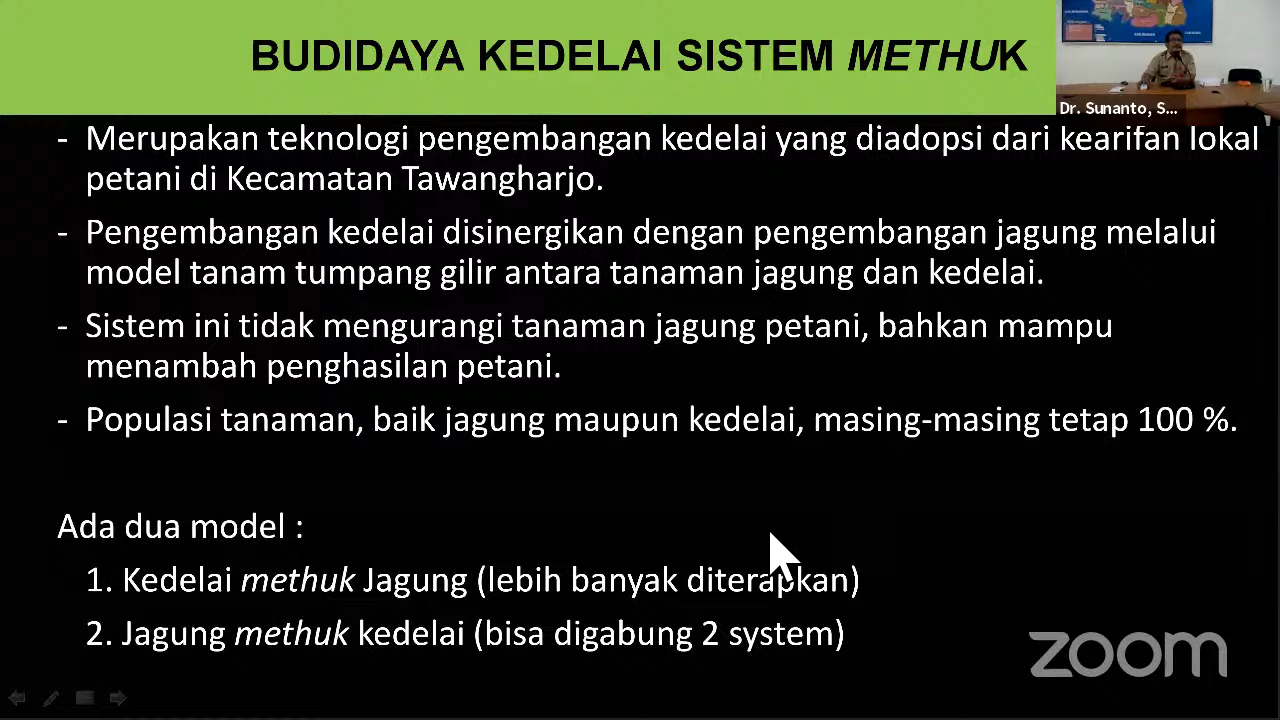 BUDIDAYA KEDELAI SISTEM METHUK
Dr. Sunanto, S...
- Merupakan teknologi pengembangan kedelai yang diadopsi dari kearifan lokal
petani di Kecamatan Tawangharjo.
- Pengembangan kedelai disinergikan dengan pengembangan jagung melalui
model tanam tumpang gilir antara tanaman jagung dan kedelai.
- Sistem ini tidak mengurangi tanaman jagung petani, bahkan mampu
menambah penghasilan petani.
- Populasi tanaman, baik jagung maupun kedelai, masing-masing tetap 100 %.
Ada dua model :
1. Kedelai methuk Jagung (lebih banyak diterapkan)
2. Jagung methuk kedelai (bisa digabung 2 system)
zoom